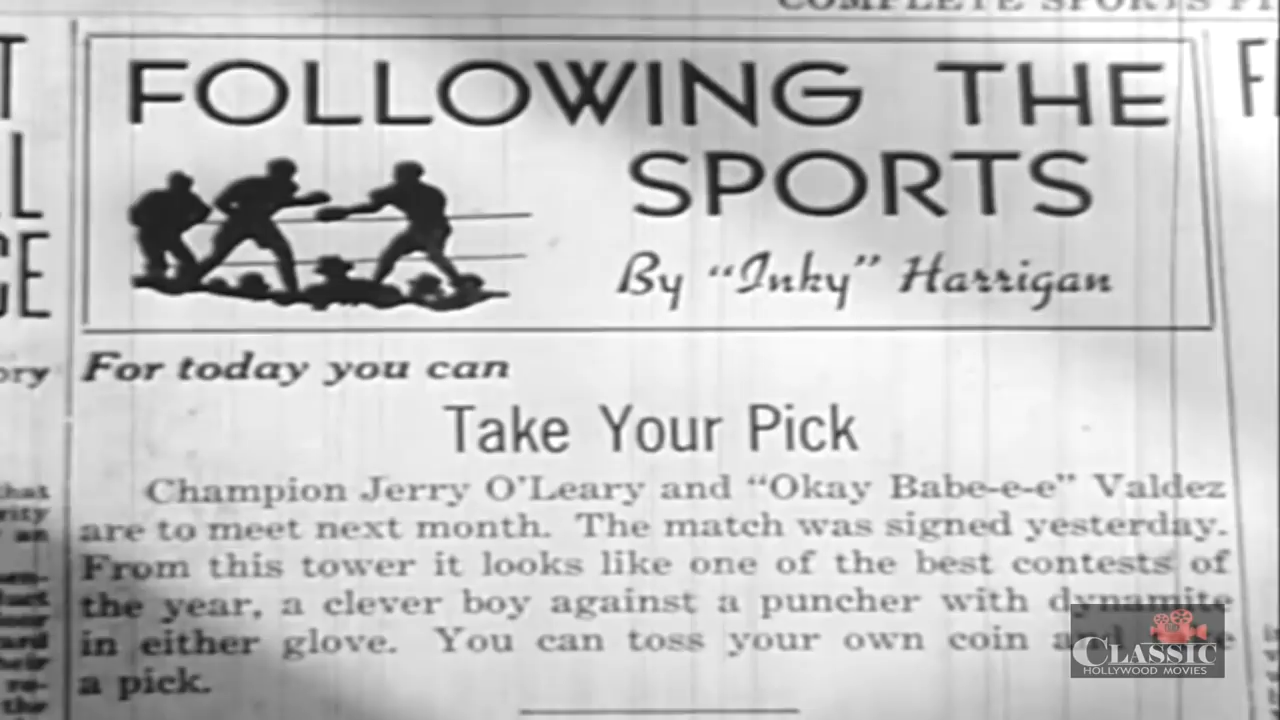 COMPLETE SPORTS
FOLLOWING THE
SPORTS
By "Inky" Harrigan
For today you can
Take Your Pick
Champion Jerry O'Leary and "Okay Babe-e-e" Valdez
are to meet next month. The match was signed yesterday.
From this tower it looks like one of the best contests of
the year, a clever boy against a puncher with dynamite
in either glove. You can toss your own coin
a pick.
CLASSIC
HOLLYWOOD MOVIES